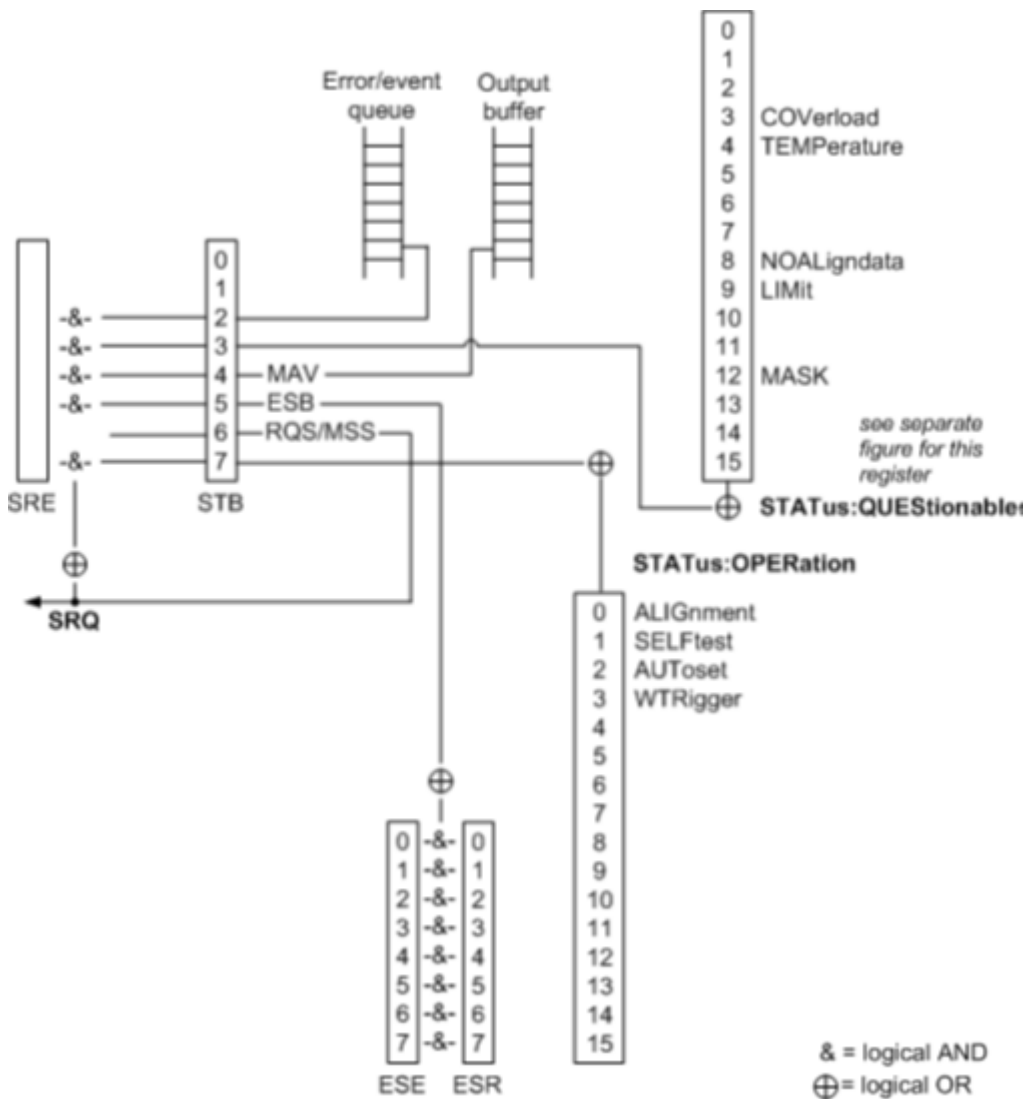 Error/event
queue
Output
buffer
0
1
2
3 COVerload
4 TEMPerature
5
6
7
8 NOALigndata
9 LIMit
10
11
12 MASK
13
14
15
see separate
figure for this
register
STATus:QUEStionables
0
1
-&- 2
-&- 3
-&- 4 MAV
-&- 5 ESB
6 RQS/MSS
-&- 7
SRE STB
SRQ
STATus:OPERation
0 ALIGnment
1 SELFtest
2 AUToset
3 WTRigger
4
5
6
7
8
9
10
11
12
13
14
15
0 -&- 0
1 -&- 1
2 -&- 2
3 -&- 3
4 -&- 4
5 -&- 5
6 -&- 6
7 -&- 7
ESE ESR
& = logical AND
⊕ = logical OR